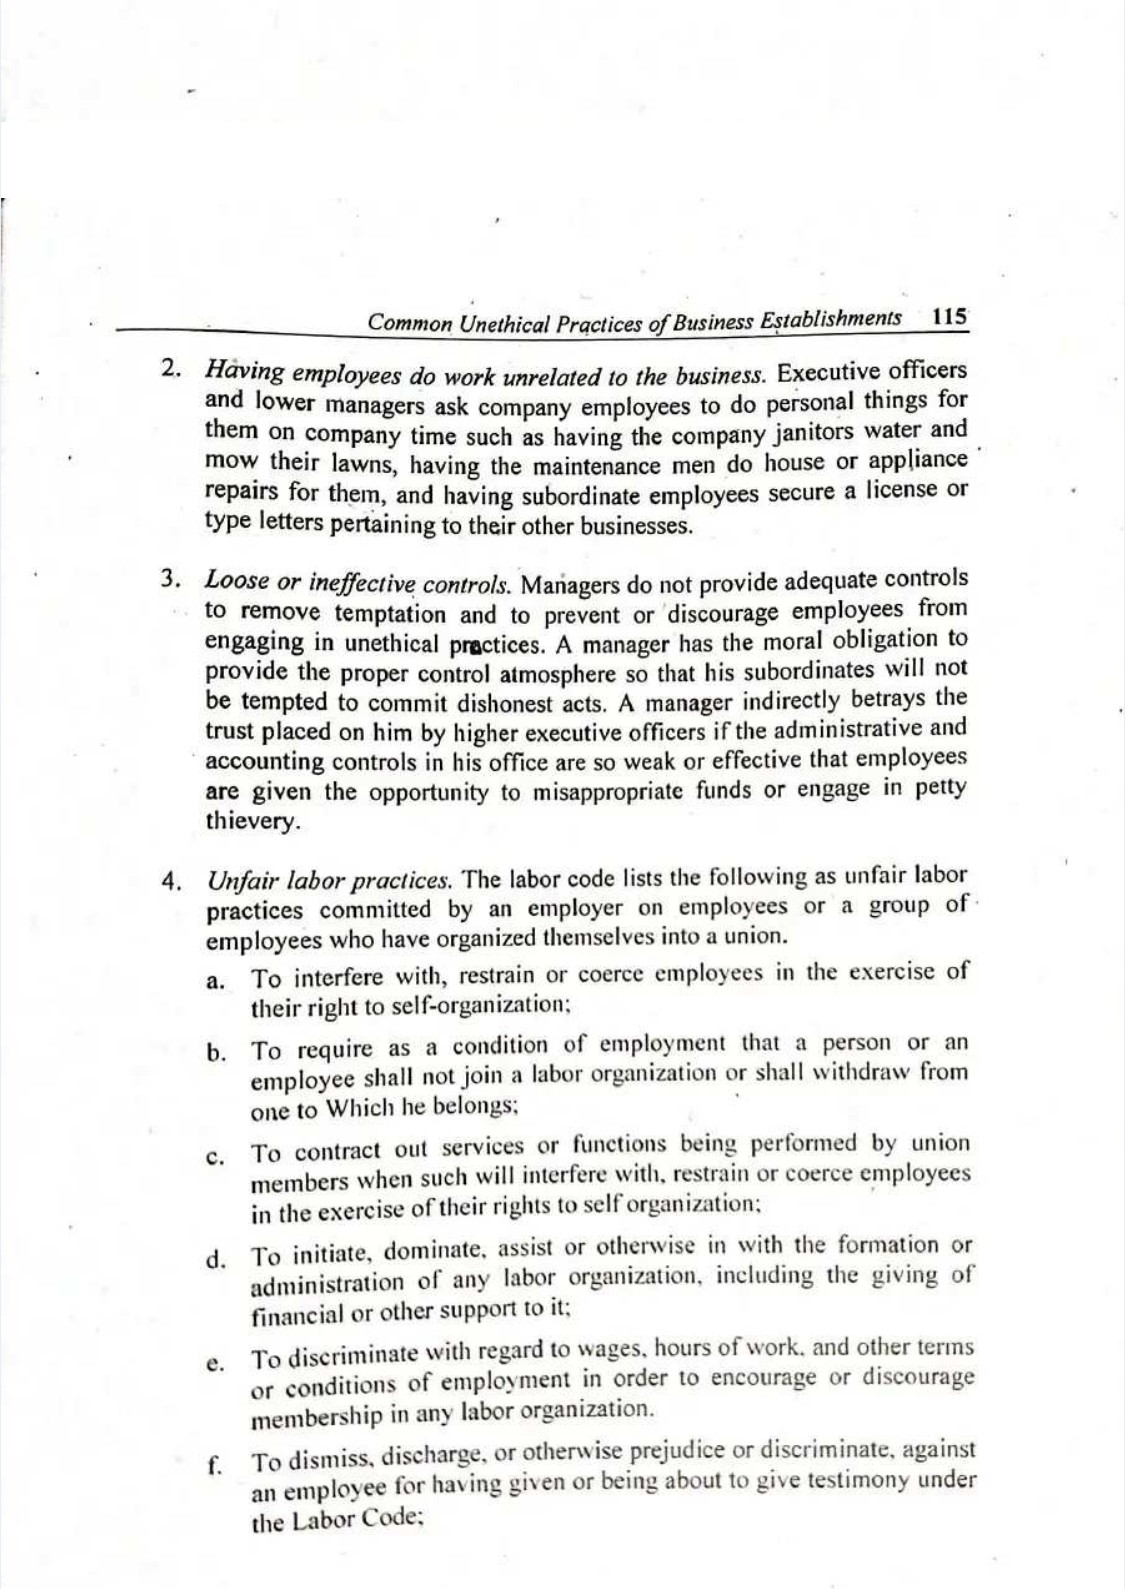 Common Unethical Practices of Business Establishments 115
2. Having employees do work unrelated to the business. Executive officers
and lower managers ask company employees to do personal things for
them on company time such as having the company janitors water and
mow their lawns, having the maintenance men do house or appliance
repairs for them, and having subordinate employees secure a license or
type letters pertaining to their other businesses.
3. Loose or ineffective controls. Managers do not provide adequate controls
to remove temptation and to prevent or discourage employees from
engaging in unethical practices. A manager has the moral obligation to
provide the proper control atmosphere so that his subordinates will not
be tempted to commit dishonest acts. A manager indirectly betrays the
trust placed on him by higher executive officers if the administrative and
accounting controls in his office are so weak or effective that employees
are given the opportunity to misappropriate funds or engage in petty
thievery.
4. Unfair labor practices. The labor code lists the following as unfair labor
practices committed by an employer on employees or a group of
employees who have organized themselves into a union.
a. To interfere with, restrain or coerce employees in the exercise of
their right to self-organization;
b. To require as a condition of employment that a person or an
employee shall not join a labor organization or shall withdraw from
one to Which he belongs;
c. To contract out services or functions being performed by union
members when such will interfere with, restrain or coerce employees
in the exercise of their rights to self organization;
d. To initiate, dominate, assist or otherwise in with the formation or
administration of any labor organization, including the giving of
financial or other support to it;
e. To discriminate with regard to wages, hours of work, and other terms
or conditions of employment in order to encourage or discourage
membership in any labor organization.
f. To dismiss, discharge, or otherwise prejudice or discriminate, against
an employee for having given or being about to give testimony under
the Labor Code;